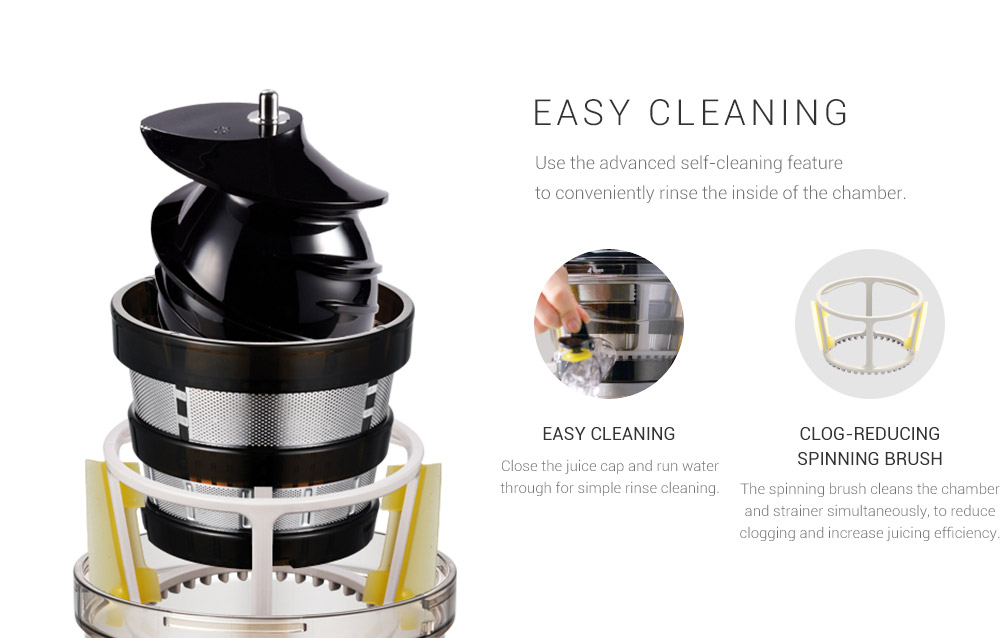 EASY CLEANING
Use the advanced self-cleaning feature
to conveniently rinse the inside of the chamber.
EASY CLEANING
Close the juice cap and run water
through for simple rinse cleaning.
CLOG-REDUCING
SPINNING BRUSH
The spinning brush cleans the chamber
and strainer simultaneously, to reduce
clogging and increase juicing efficiency.